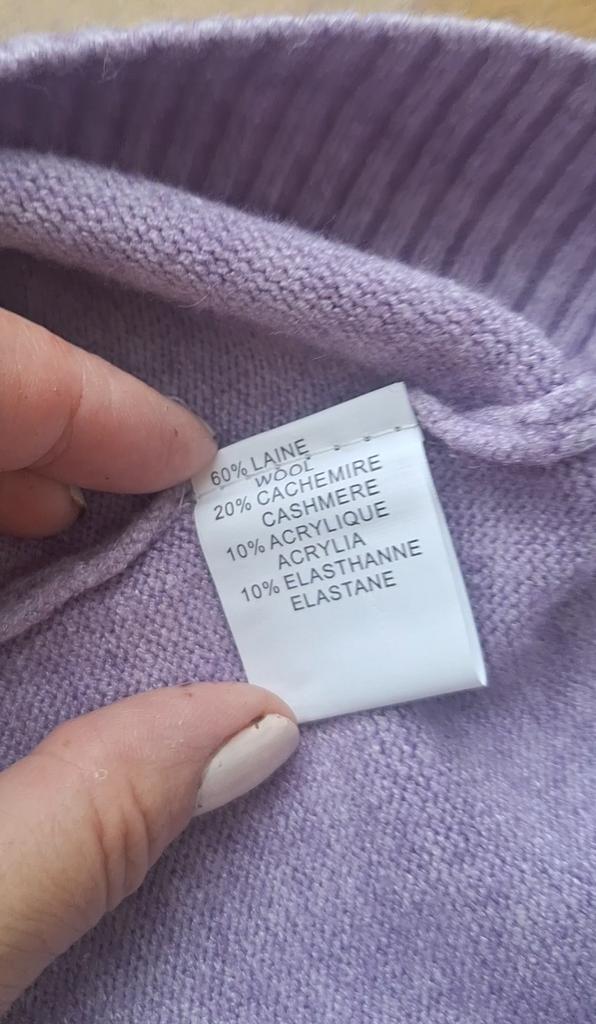 60% LAINE
WOOL
20% CACHEMIRE
CASHMERE
10% ACRYLIQUE
ACRYLIA
10% ELASTHANNE
ELASTANE